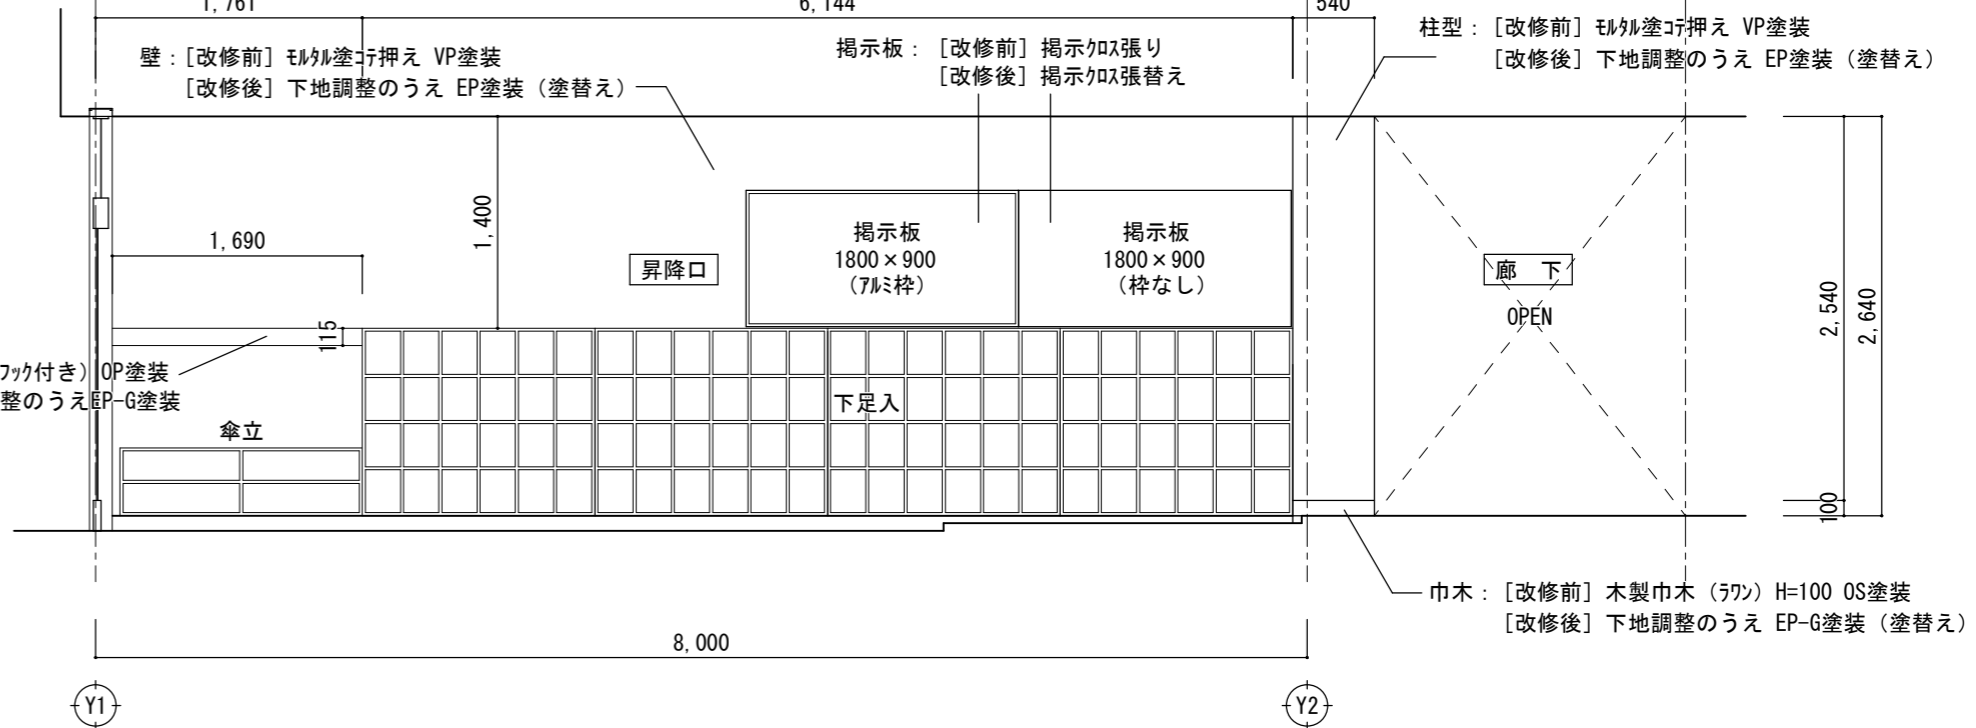 1,761
6,144
540
壁：[改修前] ﾓﾙﾀﾙ塗ｺﾃ押え VP塗装
[改修後] 下地調整のうえ EP塗装（塗替え）
掲示板：[改修前] 掲示ｸﾛｽ張り
[改修後] 掲示ｸﾛｽ張替え
柱型：[改修前] ﾓﾙﾀﾙ塗ｺﾃ押え VP塗装
[改修後] 下地調整のうえ EP塗装（塗替え）
1,400
1,690
昇降口
掲示板
1800×900
（ｱﾙﾐ枠）
掲示板
1800×900
（枠なし）
廊　下
OPEN
2,540
2,640
115
ﾌｯｸ付き）OP塗装
整のうえEP-G塗装
下足入
傘立
100
巾木：[改修前] 木製巾木（ﾗﾜﾝ）H=100 OS塗装
[改修後] 下地調整のうえ EP-G塗装（塗替え）
8,000
Y1
Y2